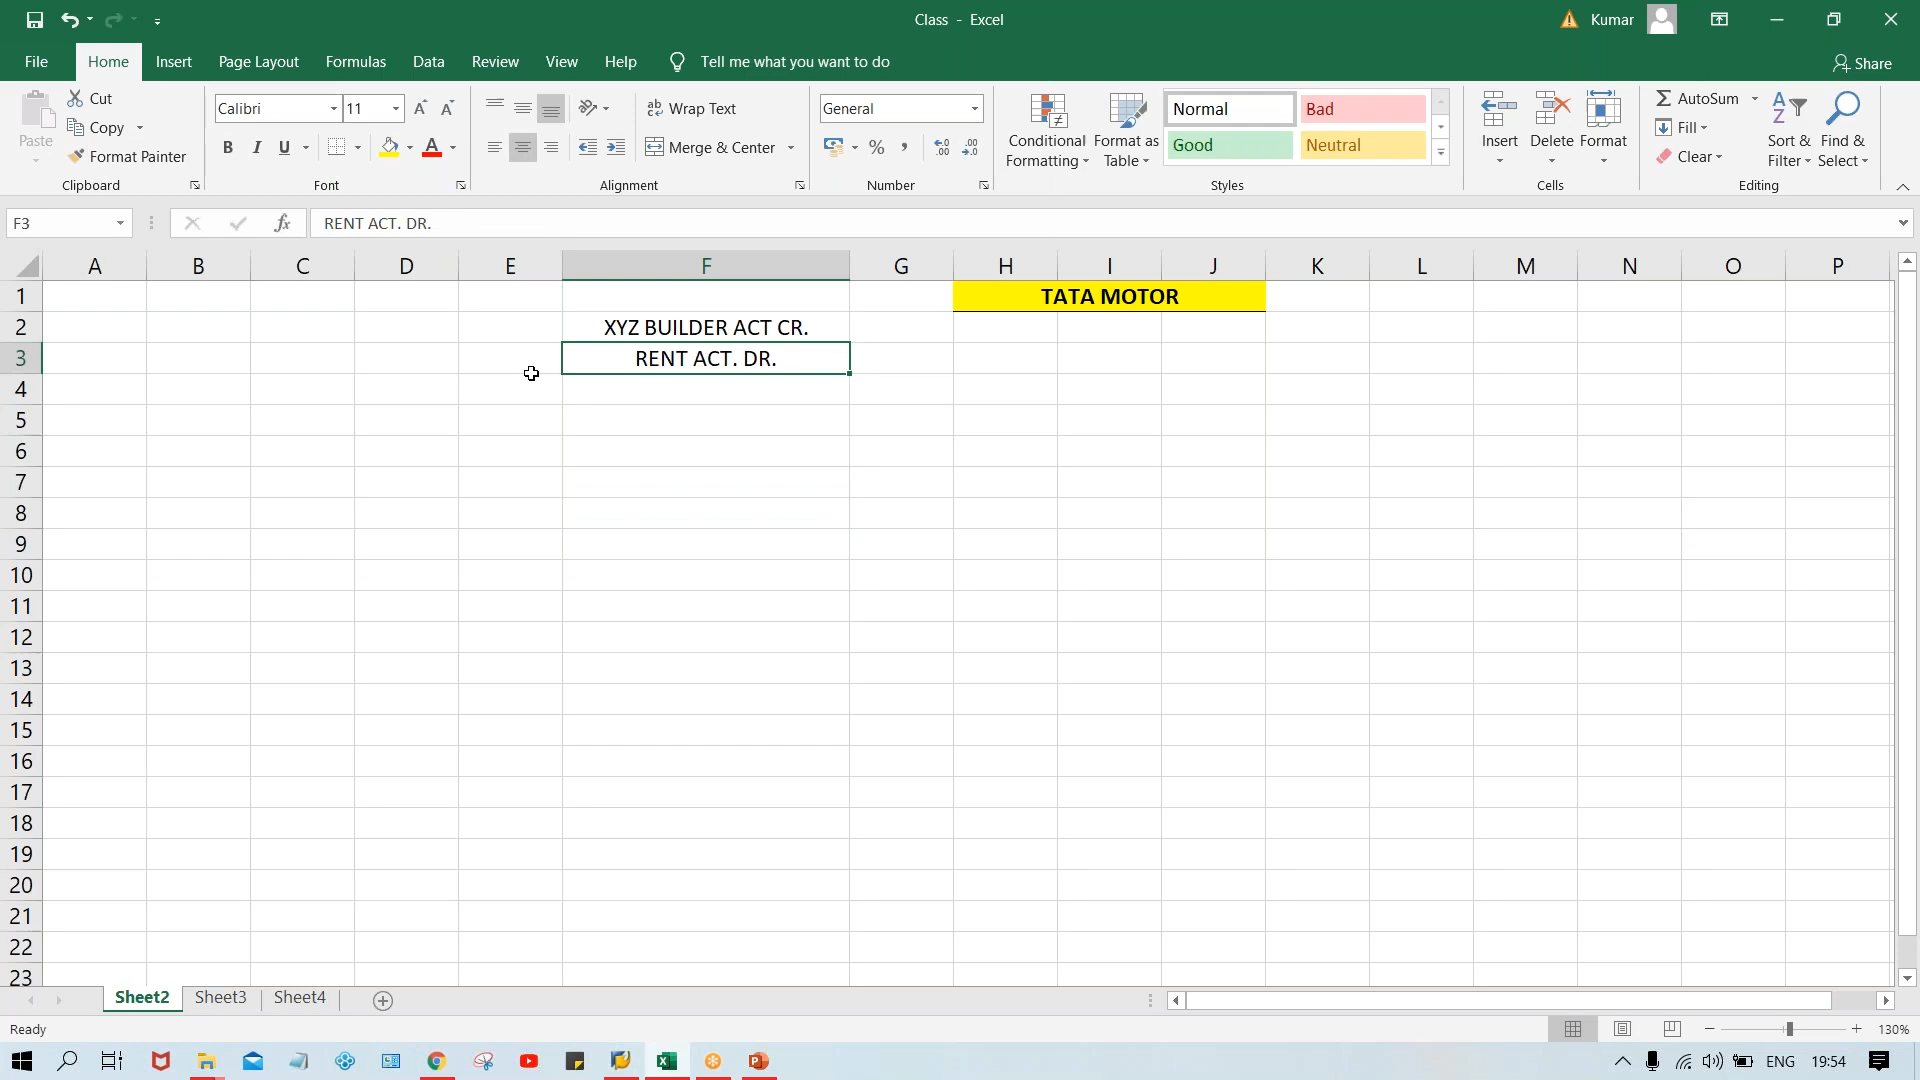 Class - Excel
Kumar
File Home Insert Page Layout Formulas Data Review View Help Tell me what you want to do
Share
Paste
Cut
Copy
Format Painter
Clipboard
Calibri 11
B I U
Font
Wrap Text
Merge & Center
Alignment
General
Number
Conditional Formatting
Format as Table
Normal Bad
Good Neutral
Styles
Insert Delete Format
Cells
AutoSum
Fill
Clear
Sort & Filter
Find & Select
Editing
F3 fx RENT ACT. DR.
A B C D E F G H I J K L M N O P
1 TATA MOTOR
2 XYZ BUILDER ACT CR.
3 RENT ACT. DR.
4
5
6
7
8
9
10
11
12
13
14
15
16
17
18
19
20
21
22
23
Sheet2 Sheet3 Sheet4
Ready
130%
ENG 19:54